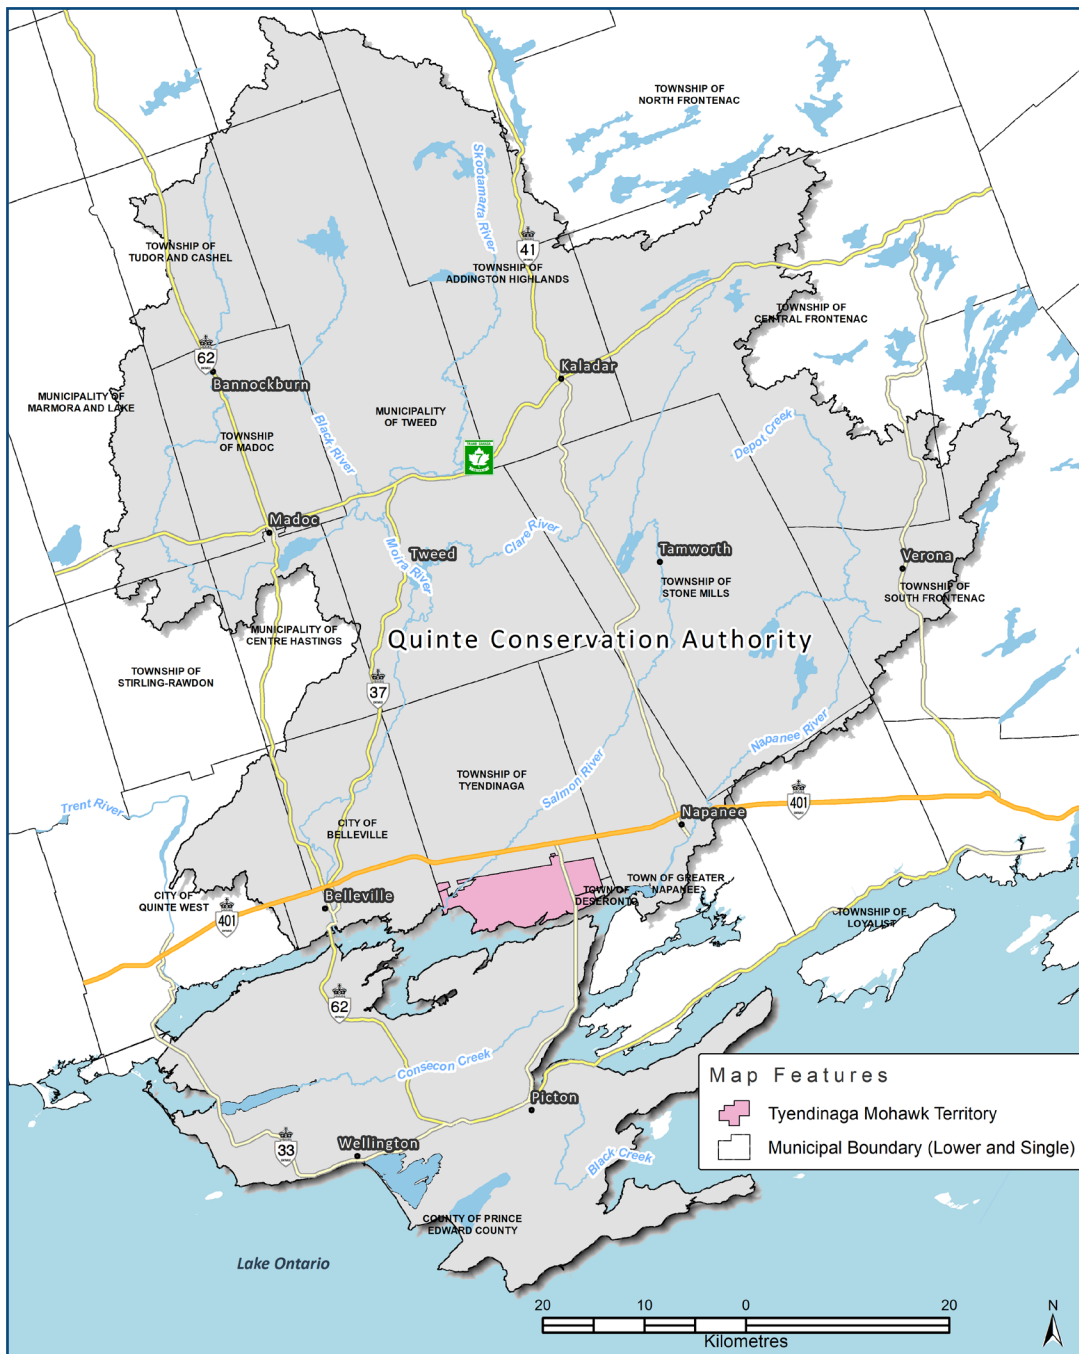 TOWNSHIP OF
NORTH FRONTENAC
Skootamatta River
TOWNSHIP OF
TUDOR AND CASHEL
41
TOWNSHIP OF
ADDINGTON HIGHLANDS
TOWNSHIP OF
CENTRAL FRONTENAC
62
Bannockburn
Kaladar
MUNICIPALITY OF
MARMORA AND LAKE
MUNICIPALITY
OF TWEED
TOWNSHIP
OF MADOC
Black River
Depot Creek
7
Madoc
Clare River
Moira River
Tweed
Tamworth
Verona
TOWNSHIP OF
STONE MILLS
TOWNSHIP OF
SOUTH FRONTENAC
MUNICIPALITY OF
CENTRE HASTINGS
Quinte Conservation Authority
TOWNSHIP OF
STIRLING-RAWDON
37
Napanee River
TOWNSHIP OF
TYENDINAGA
Salmon River
Trent River
401
Napanee
CITY OF
BELLEVILLE
TOWN OF GREATER
NAPANEE
TOWN OF
DESERONTO
Belleville
CITY OF
QUINTE WEST
401
TOWNSHIP OF
LOYALIST
62
Consecon Creek
Picton
Wellington
33
Black Creek
COUNTY OF PRINCE
EDWARD COUNTY
Lake Ontario
Map Features
Tyendinaga Mohawk Territory
Municipal Boundary (Lower and Single)
20 10 0 20
Kilometres
N